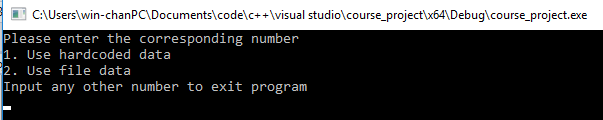 C:\Users\win-chanPC\Documents\code\c++\visual studio\course_project\x64\Debug\course_project.exe
Please enter the corresponding number
1. Use hardcoded data
2. Use file data
Input any other number to exit program